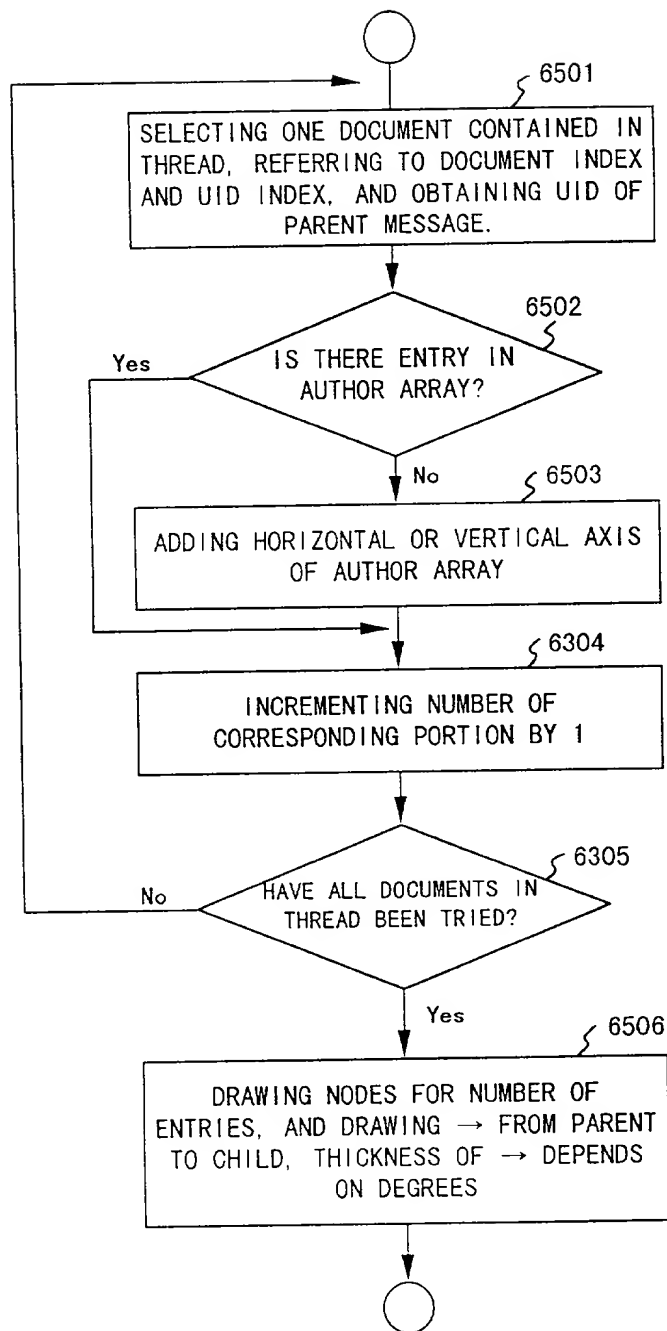 6501
SELECTING ONE DOCUMENT CONTAINED IN
THREAD, REFERRING TO DOCUMENT INDEX
AND UID INDEX, AND OBTAINING UID OF
PARENT MESSAGE.
6502
Yes
IS THERE ENTRY IN
AUTHOR ARRAY?
No
6503
ADDING HORIZONTAL OR VERTICAL AXIS
OF AUTHOR ARRAY
6304
INCREMENTING NUMBER OF
CORRESPONDING PORTION BY 1
6305
No
HAVE ALL DOCUMENTS IN
THREAD BEEN TRIED?
Yes
6506
DRAWING NODES FOR NUMBER OF
ENTRIES, AND DRAWING → FROM PARENT
TO CHILD, THICKNESS OF → DEPENDS
ON DEGREES